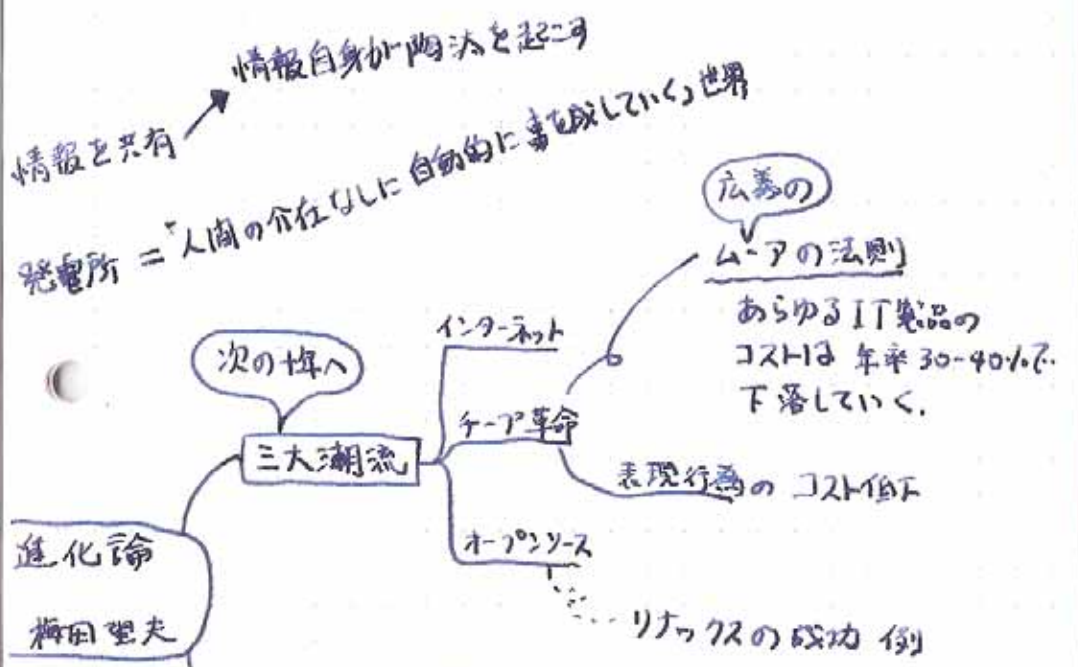 情報自身が淘汰を起こす
情報を共有
発電所 = 「人間の介在なしに自動的に事を成していく」世界
広義の
ムーアの法則
あらゆるIT製品の
コストは年率30-40%で
下落していく。
インターネット
次の十年へ
チープ革命
三大潮流
表現行為のコスト低下
オープンソース
進化論
リナックスの成功例
梅田望夫